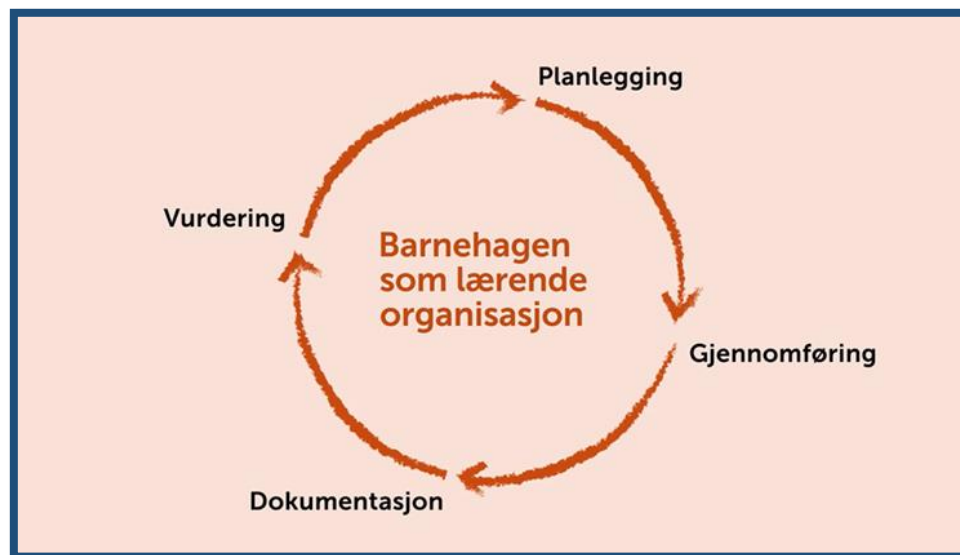 Planlegging
Vurdering
Barnehagen
som lærende
organisasjon
Gjennomføring
Dokumentasjon